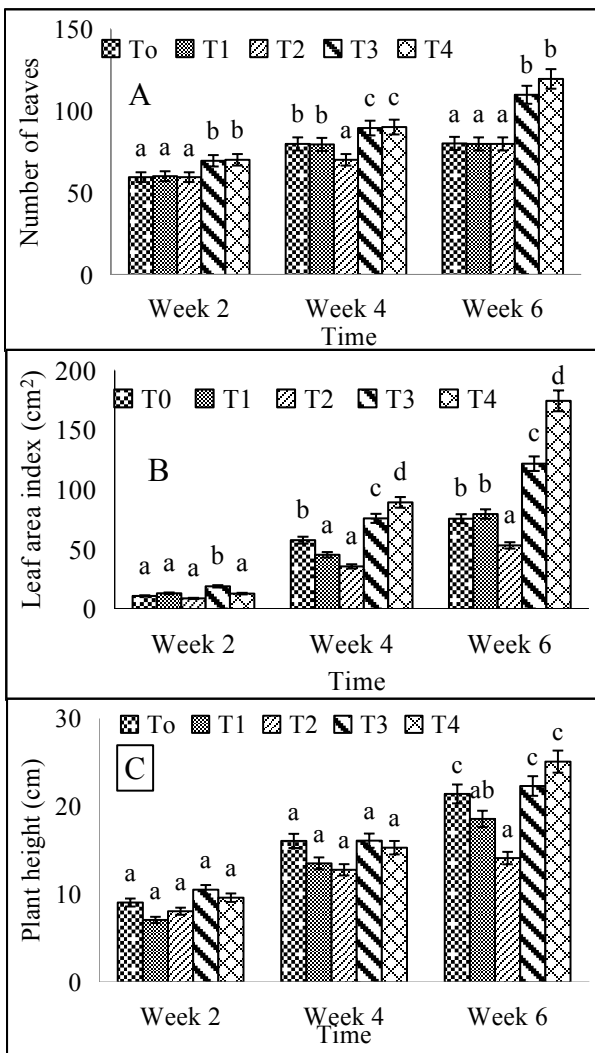 150
To T1 T2 T3 T4
A
b b
c c
b b
a
a a a
b b
a a a
100
50
0
Number of leaves
Week 2 Week 4 Week 6
Time
200
T0 T1 T2 T3 T4
d
150
B
c
d
100
c
b b
b
a
a
50
a
a a a b a
0
Leaf area index (cm²)
Week 2 Week 4 Week 6
Time
30
To T1 T2 T3 T4
C
c ab a c c
20
a a a a a
a a a a a
10
0
Plant height (cm)
Week 2 Week 4 Week 6
Time